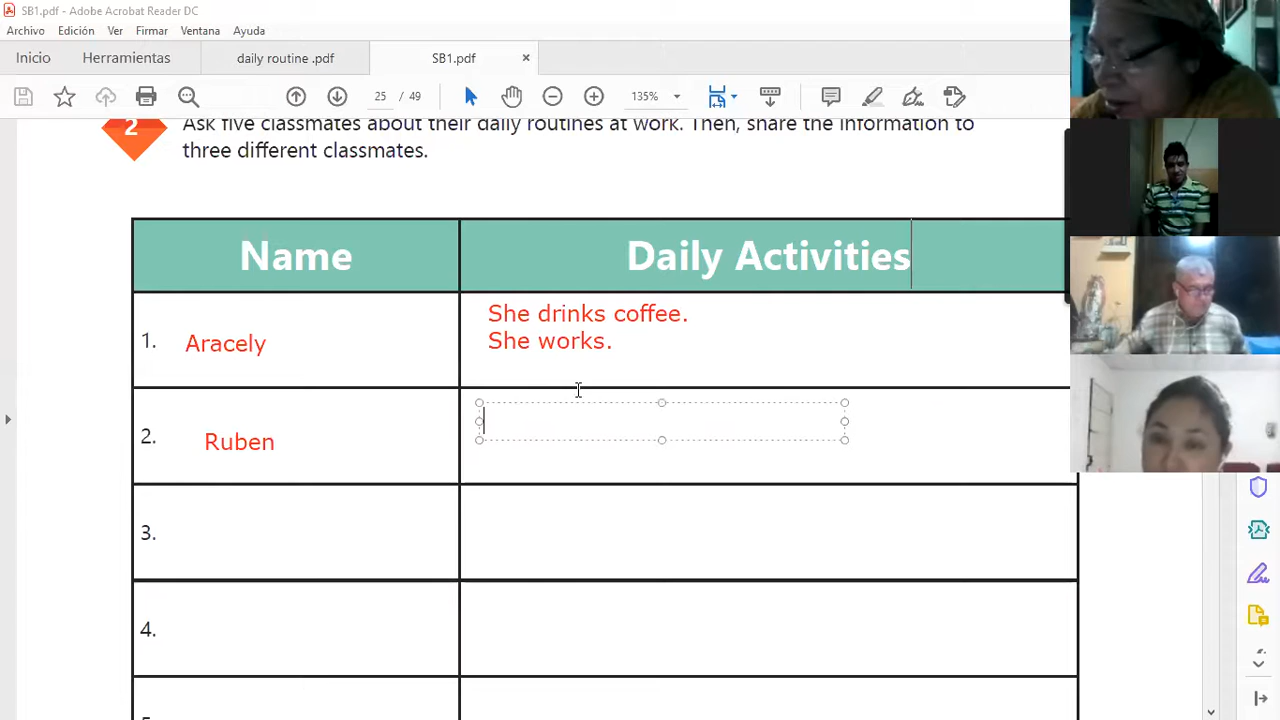 SB1.pdf - Adobe Acrobat Reader DC
Archivo Edición Ver Firmar Ventana Ayuda
Inicio Herramientas daily routine .pdf SB1.pdf ×
25 / 49 135%
2 Ask five classmates about their daily routines at work. Then, share the information to
three different classmates.
Name Daily Activities
1. Aracely She drinks coffee.
She works.
2. Ruben
3.
4.